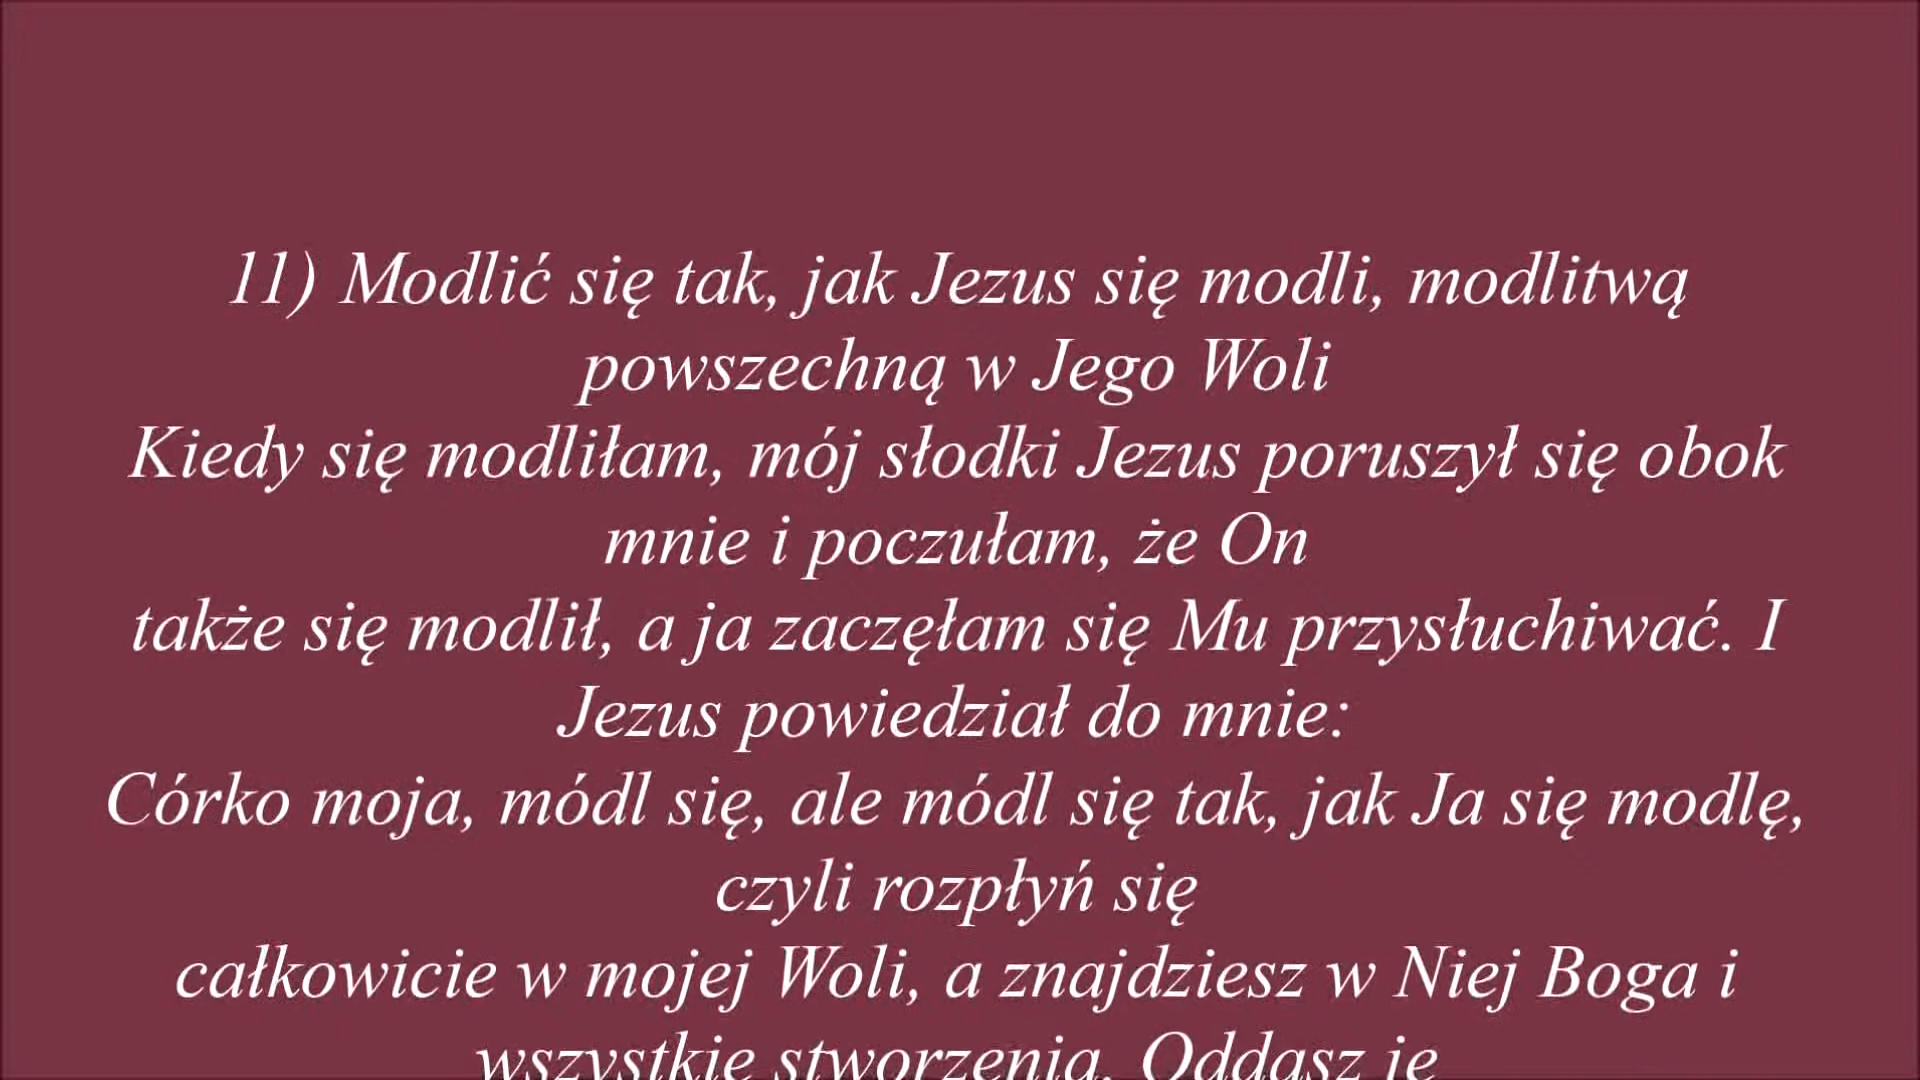 11) Modlić się tak, jak Jezus się modli, modlitwą
powszechną w Jego Woli
Kiedy się modliłam, mój słodki Jezus poruszył się obok
mnie i poczułam, że On
także się modlił, a ja zaczęłam się Mu przysłuchiwać. I
Jezus powiedział do mnie:
Córko moja, módl się, ale módl się tak, jak Ja się modlę,
czyli rozpłyń się
całkowicie w mojej Woli, a znajdziesz w Niej Boga i
wszystkie stworzenia. Oddasz je